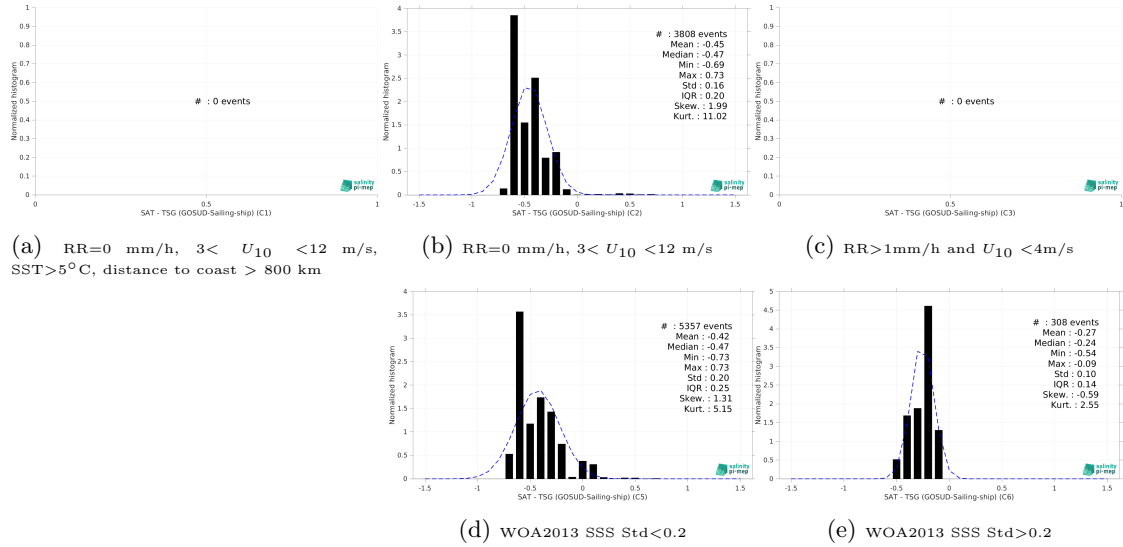 1
0.9
0.8
0.7
0.6
0.5
0.4
0.3
0.2
0.1
0
Normalized histogram
# : 0 events
salinity
pi-mep
0 0.5 1
SAT - TSG (GOSUD-Sailing-ship) (C1)
(a) RR=0 mm/h, 3< U10 <12 m/s,
SST>5°C, distance to coast > 800 km
4
3.5
3
2.5
2
1.5
1
0.5
0
Normalized histogram
# : 3808 events
Mean : -0.45
Median : -0.47
Min : -0.69
Max : 0.73
Std : 0.16
IQR : 0.20
Skew. : 1.99
Kurt. : 11.02
salinity
pi-mep
-1.5 -1 -0.5 0 0.5 1 1.5
SAT - TSG (GOSUD-Sailing-ship) (C2)
(b) RR=0 mm/h, 3< U10 <12 m/s
1
0.9
0.8
0.7
0.6
0.5
0.4
0.3
0.2
0.1
0
Normalized histogram
# : 0 events
salinity
pi-mep
0 0.5 1
SAT - TSG (GOSUD-Sailing-ship) (C3)
(c) RR>1mm/h and U10 <4m/s
4
3.5
3
2.5
2
1.5
1
0.5
0
Normalized histogram
# : 5357 events
Mean : -0.42
Median : -0.47
Min : -0.73
Max : 0.73
Std : 0.20
IQR : 0.25
Skew. : 1.31
Kurt. : 5.15
salinity
pi-mep
-1.5 -1 -0.5 0 0.5 1 1.5
SAT - TSG (GOSUD-Sailing-ship) (C5)
(d) WOA2013 SSS Std<0.2
5
4.5
4
3.5
3
2.5
2
1.5
1
0.5
0
Normalized histogram
# : 308 events
Mean : -0.27
Median : -0.24
Min : -0.54
Max : -0.09
Std : 0.10
IQR : 0.14
Skew. : -0.59
Kurt. : 2.55
salinity
pi-mep
-1.5 -1 -0.5 0 0.5 1 1.5
SAT - TSG (GOSUD-Sailing-ship) (C6)
(e) WOA2013 SSS Std>0.2